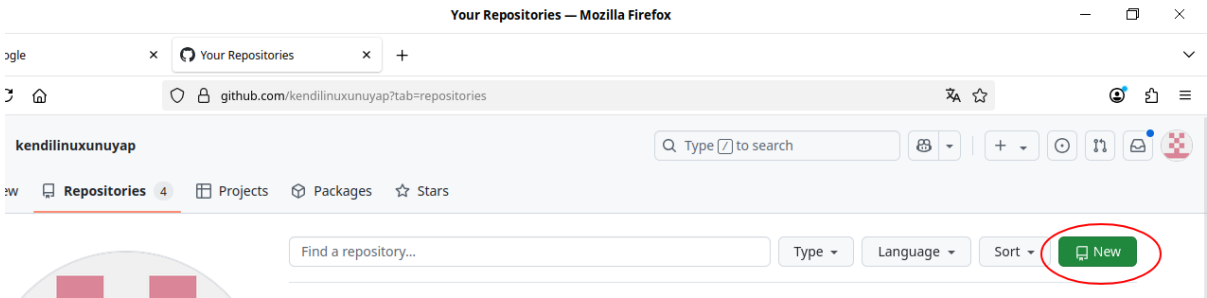 Your Repositories — Mozilla Firefox
ogle
Your Repositories
github.com/kendilinuxunuyap?tab=repositories
kendilinuxunuyap
Type / to search
ew Repositories 4 Projects Packages Stars
Find a repository... Type Language Sort New